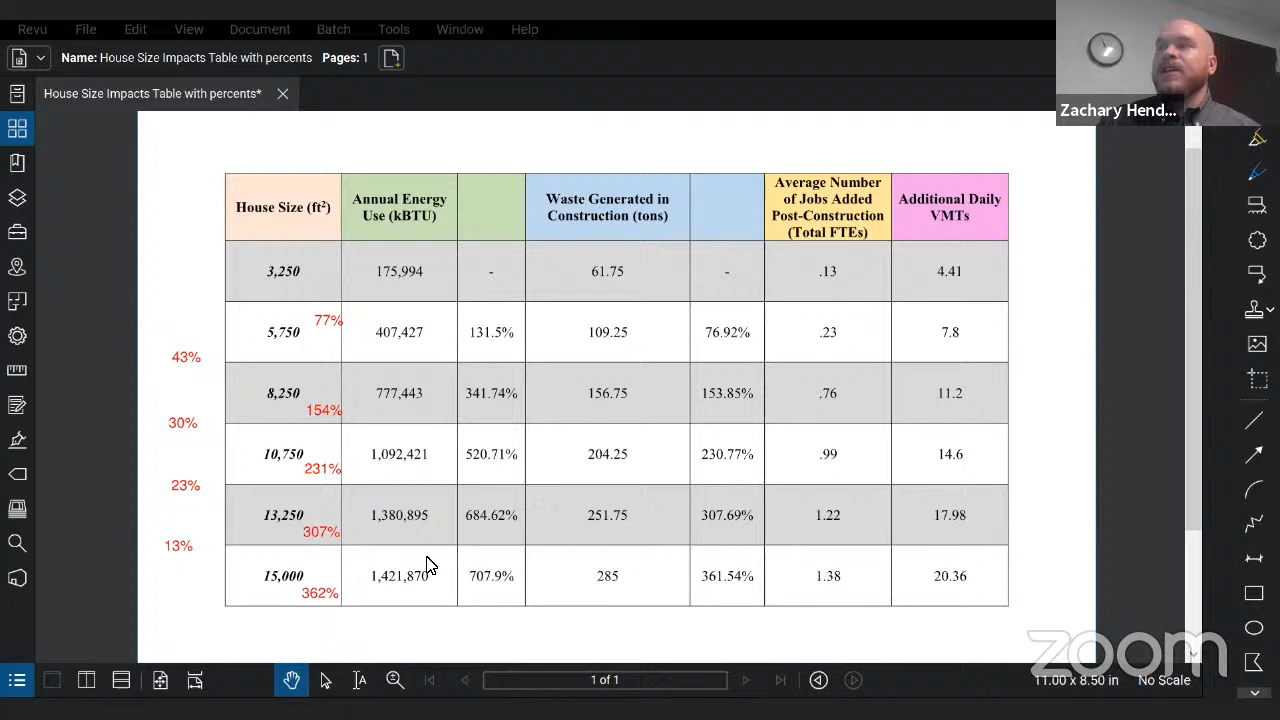 Revu File Edit View Document Batch Tools Window Help
Name: House Size Impacts Table with percents Pages: 1
House Size Impacts Table with percents*
Zachary Hend...
House Size (ft²)
Annual Energy
Use (kBTU)
Waste Generated in
Construction (tons)
Average Number
of Jobs Added
Post-Construction
(Total FTEs)
Additional Daily
VMTs
3,250 175,994 - 61.75 - .13 4.41
77%
5,750 407,427 131.5% 109.25 76.92% .23 7.8
43%
8,250 777,443 341.74% 156.75 153.85% .76 11.2
154%
30%
10,750 1,092,421 520.71% 204.25 230.77% .99 14.6
231%
23%
13,250 1,380,895 684.62% 251.75 307.69% 1.22 17.98
307%
13%
15,000 1,421,870 707.9% 285 361.54% 1.38 20.36
362%
zoom
1 of 1
11.00 x 8.50 in No Scale